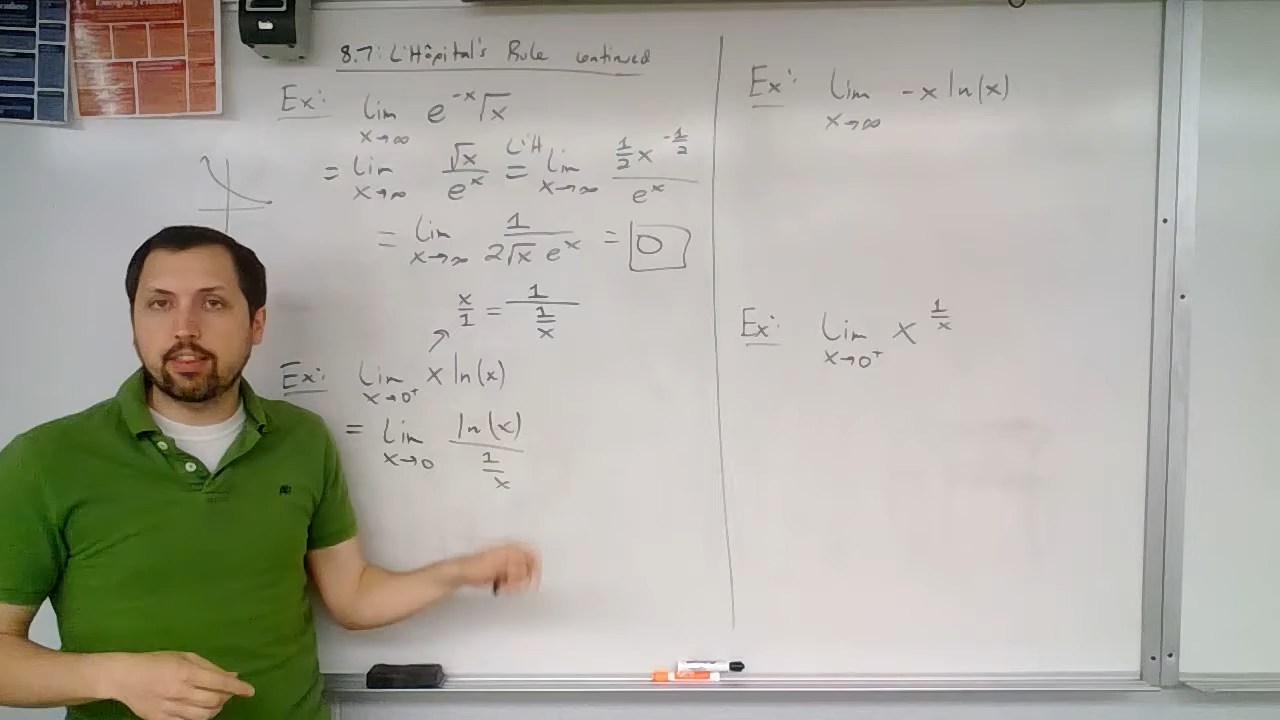 8.7: L'Hôpital's Rule continued
Ex: lim x→∞ e^{-x}√x
= lim x→∞ √x / e^x L'H = lim x→∞ (1/2 x^{-1/2}) / e^x
= lim x→∞ 1 / (2√x e^x) = 0
x/1 = 1 / (1/x)
Ex: lim x→0⁺ x ln(x)
= lim x→0 ln(x) / (1/x)
Ex: lim x→∞ -x ln(x)
Ex: lim x→0⁺ x^{1/x}